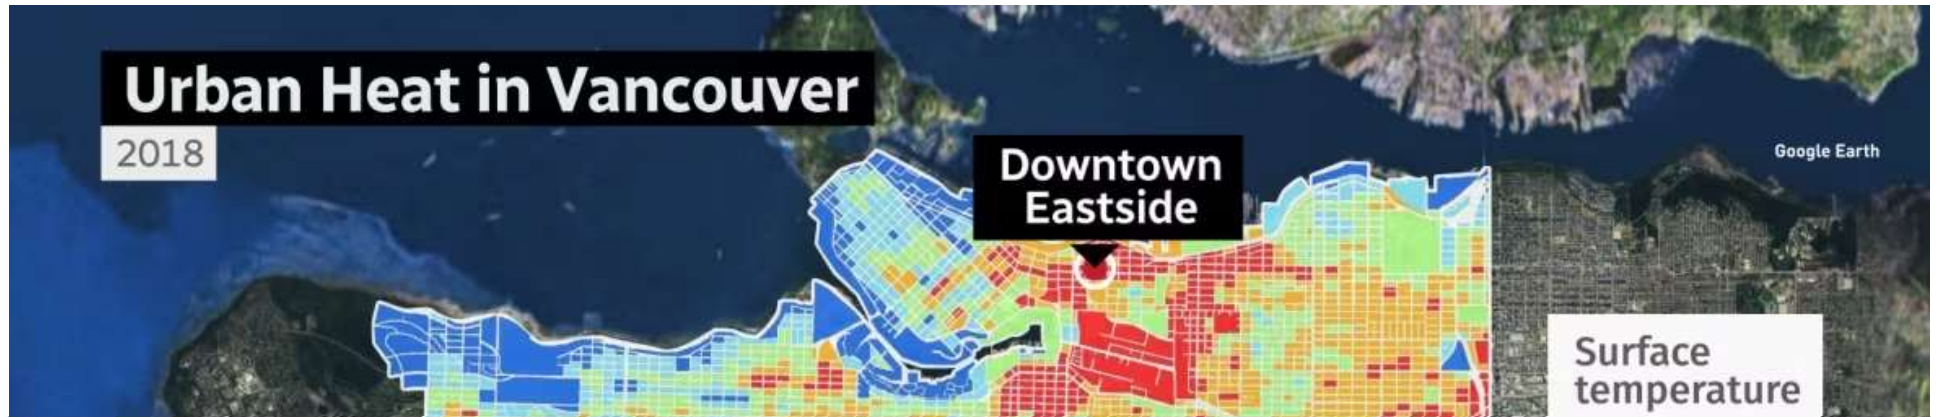 Urban Heat in Vancouver
2018
Downtown
Eastside
Google Earth
Surface
temperature